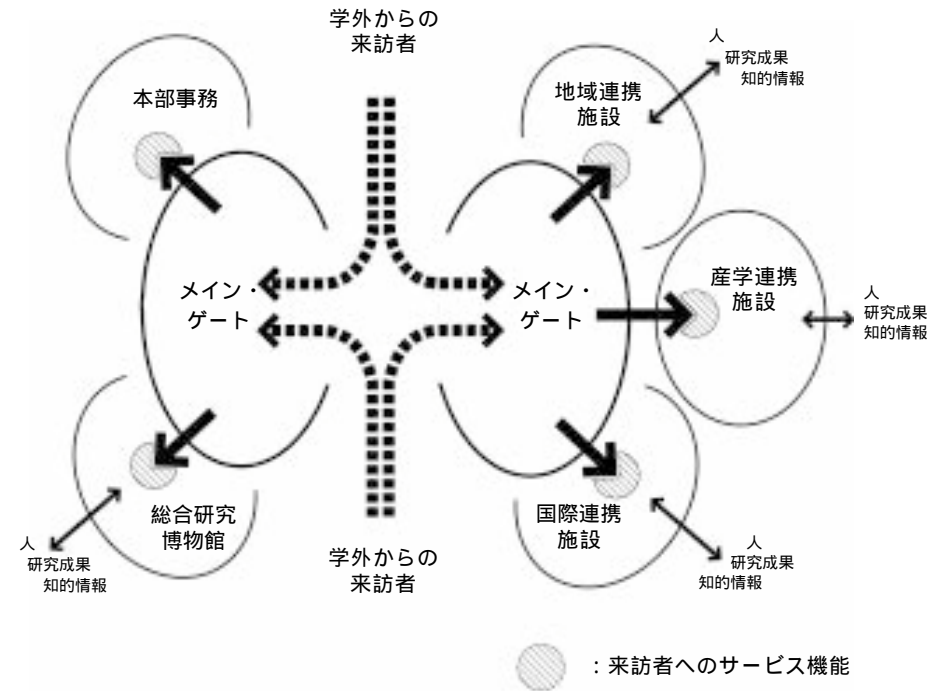 学外からの
来訪者
本部事務
地域連携
施設
人
研究成果
知的情報
メイン・
ゲート
メイン・
ゲート
産学連携
施設
人
研究成果
知的情報
総合研究
博物館
人
研究成果
知的情報
学外からの
来訪者
国際連携
施設
人
研究成果
知的情報
：来訪者へのサービス機能